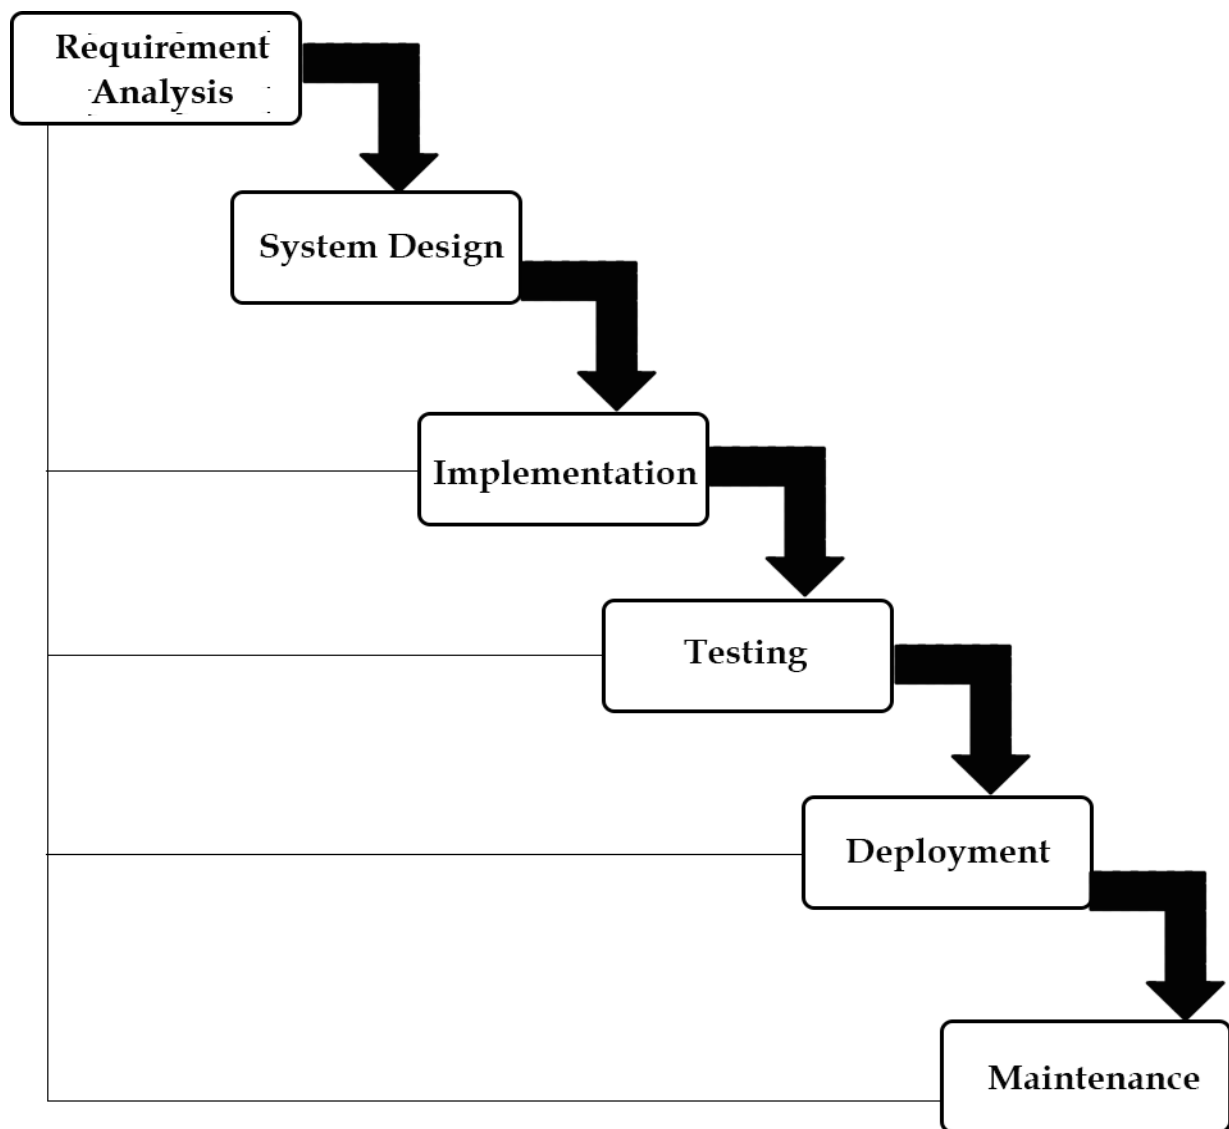 Requirement
Analysis
System Design
Implementation
Testing
Deployment
Maintenance